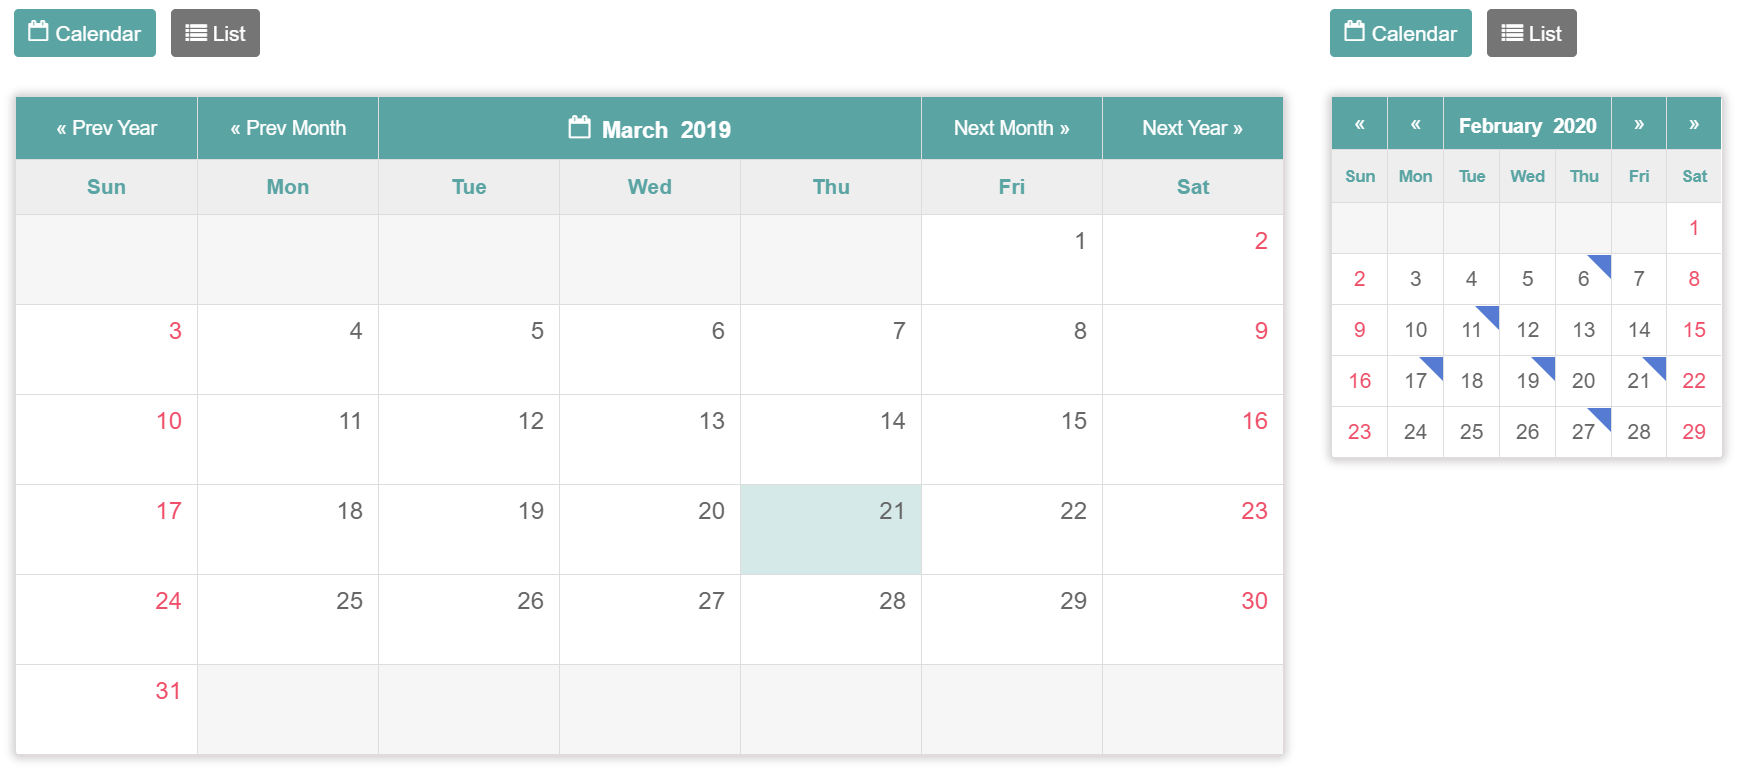 Calendar List
« Prev Year « Prev Month March 2019 Next Month » Next Year »
Sun Mon Tue Wed Thu Fri Sat
1 2
3 4 5 6 7 8 9
10 11 12 13 14 15 16
17 18 19 20 21 22 23
24 25 26 27 28 29 30
31
Calendar List
« « February 2020 » »
Sun Mon Tue Wed Thu Fri Sat
1
2 3 4 5 6 7 8
9 10 11 12 13 14 15
16 17 18 19 20 21 22
23 24 25 26 27 28 29